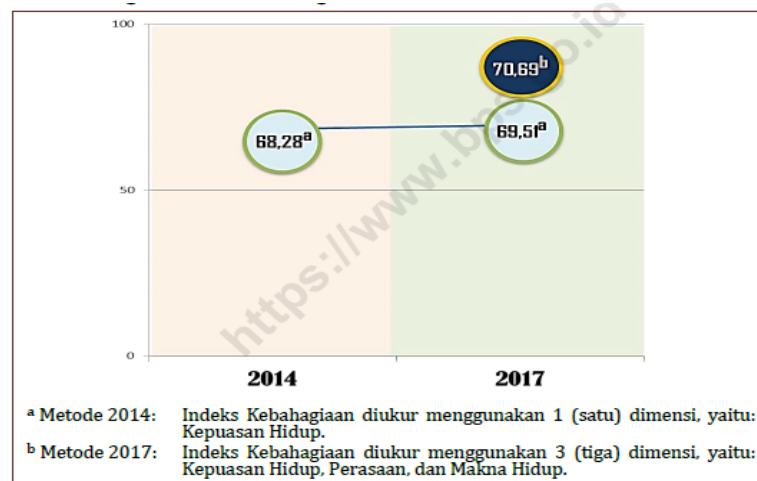 100
70,69ᵇ
68,28ᵃ
69,51ᵃ
50
0
2014 2017
https://www.bps.go.id
ᵃ Metode 2014: Indeks Kebahagiaan diukur menggunakan 1 (satu) dimensi, yaitu:
Kepuasan Hidup.
ᵇ Metode 2017: Indeks Kebahagiaan diukur menggunakan 3 (tiga) dimensi, yaitu:
Kepuasan Hidup, Perasaan, dan Makna Hidup.